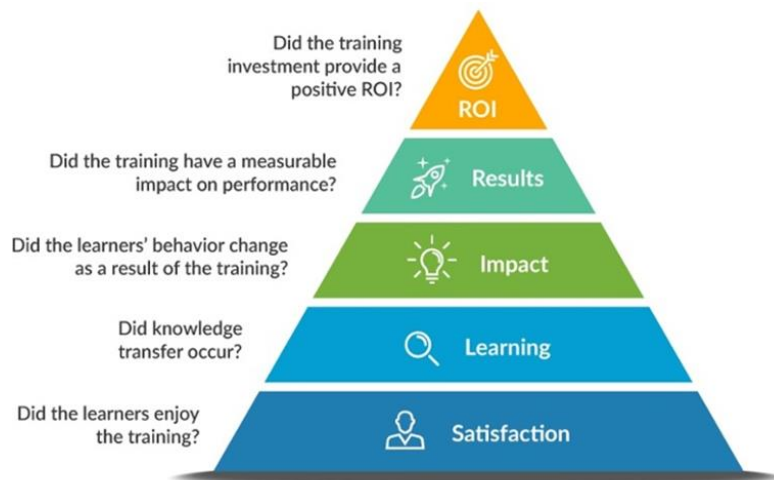 Did the training
investment provide a
positive ROI?
ROI
Did the training have a measurable
impact on performance?
Results
Did the learners' behavior change
as a result of the training?
Impact
Did knowledge
transfer occur?
Learning
Did the learners enjoy
the training?
Satisfaction